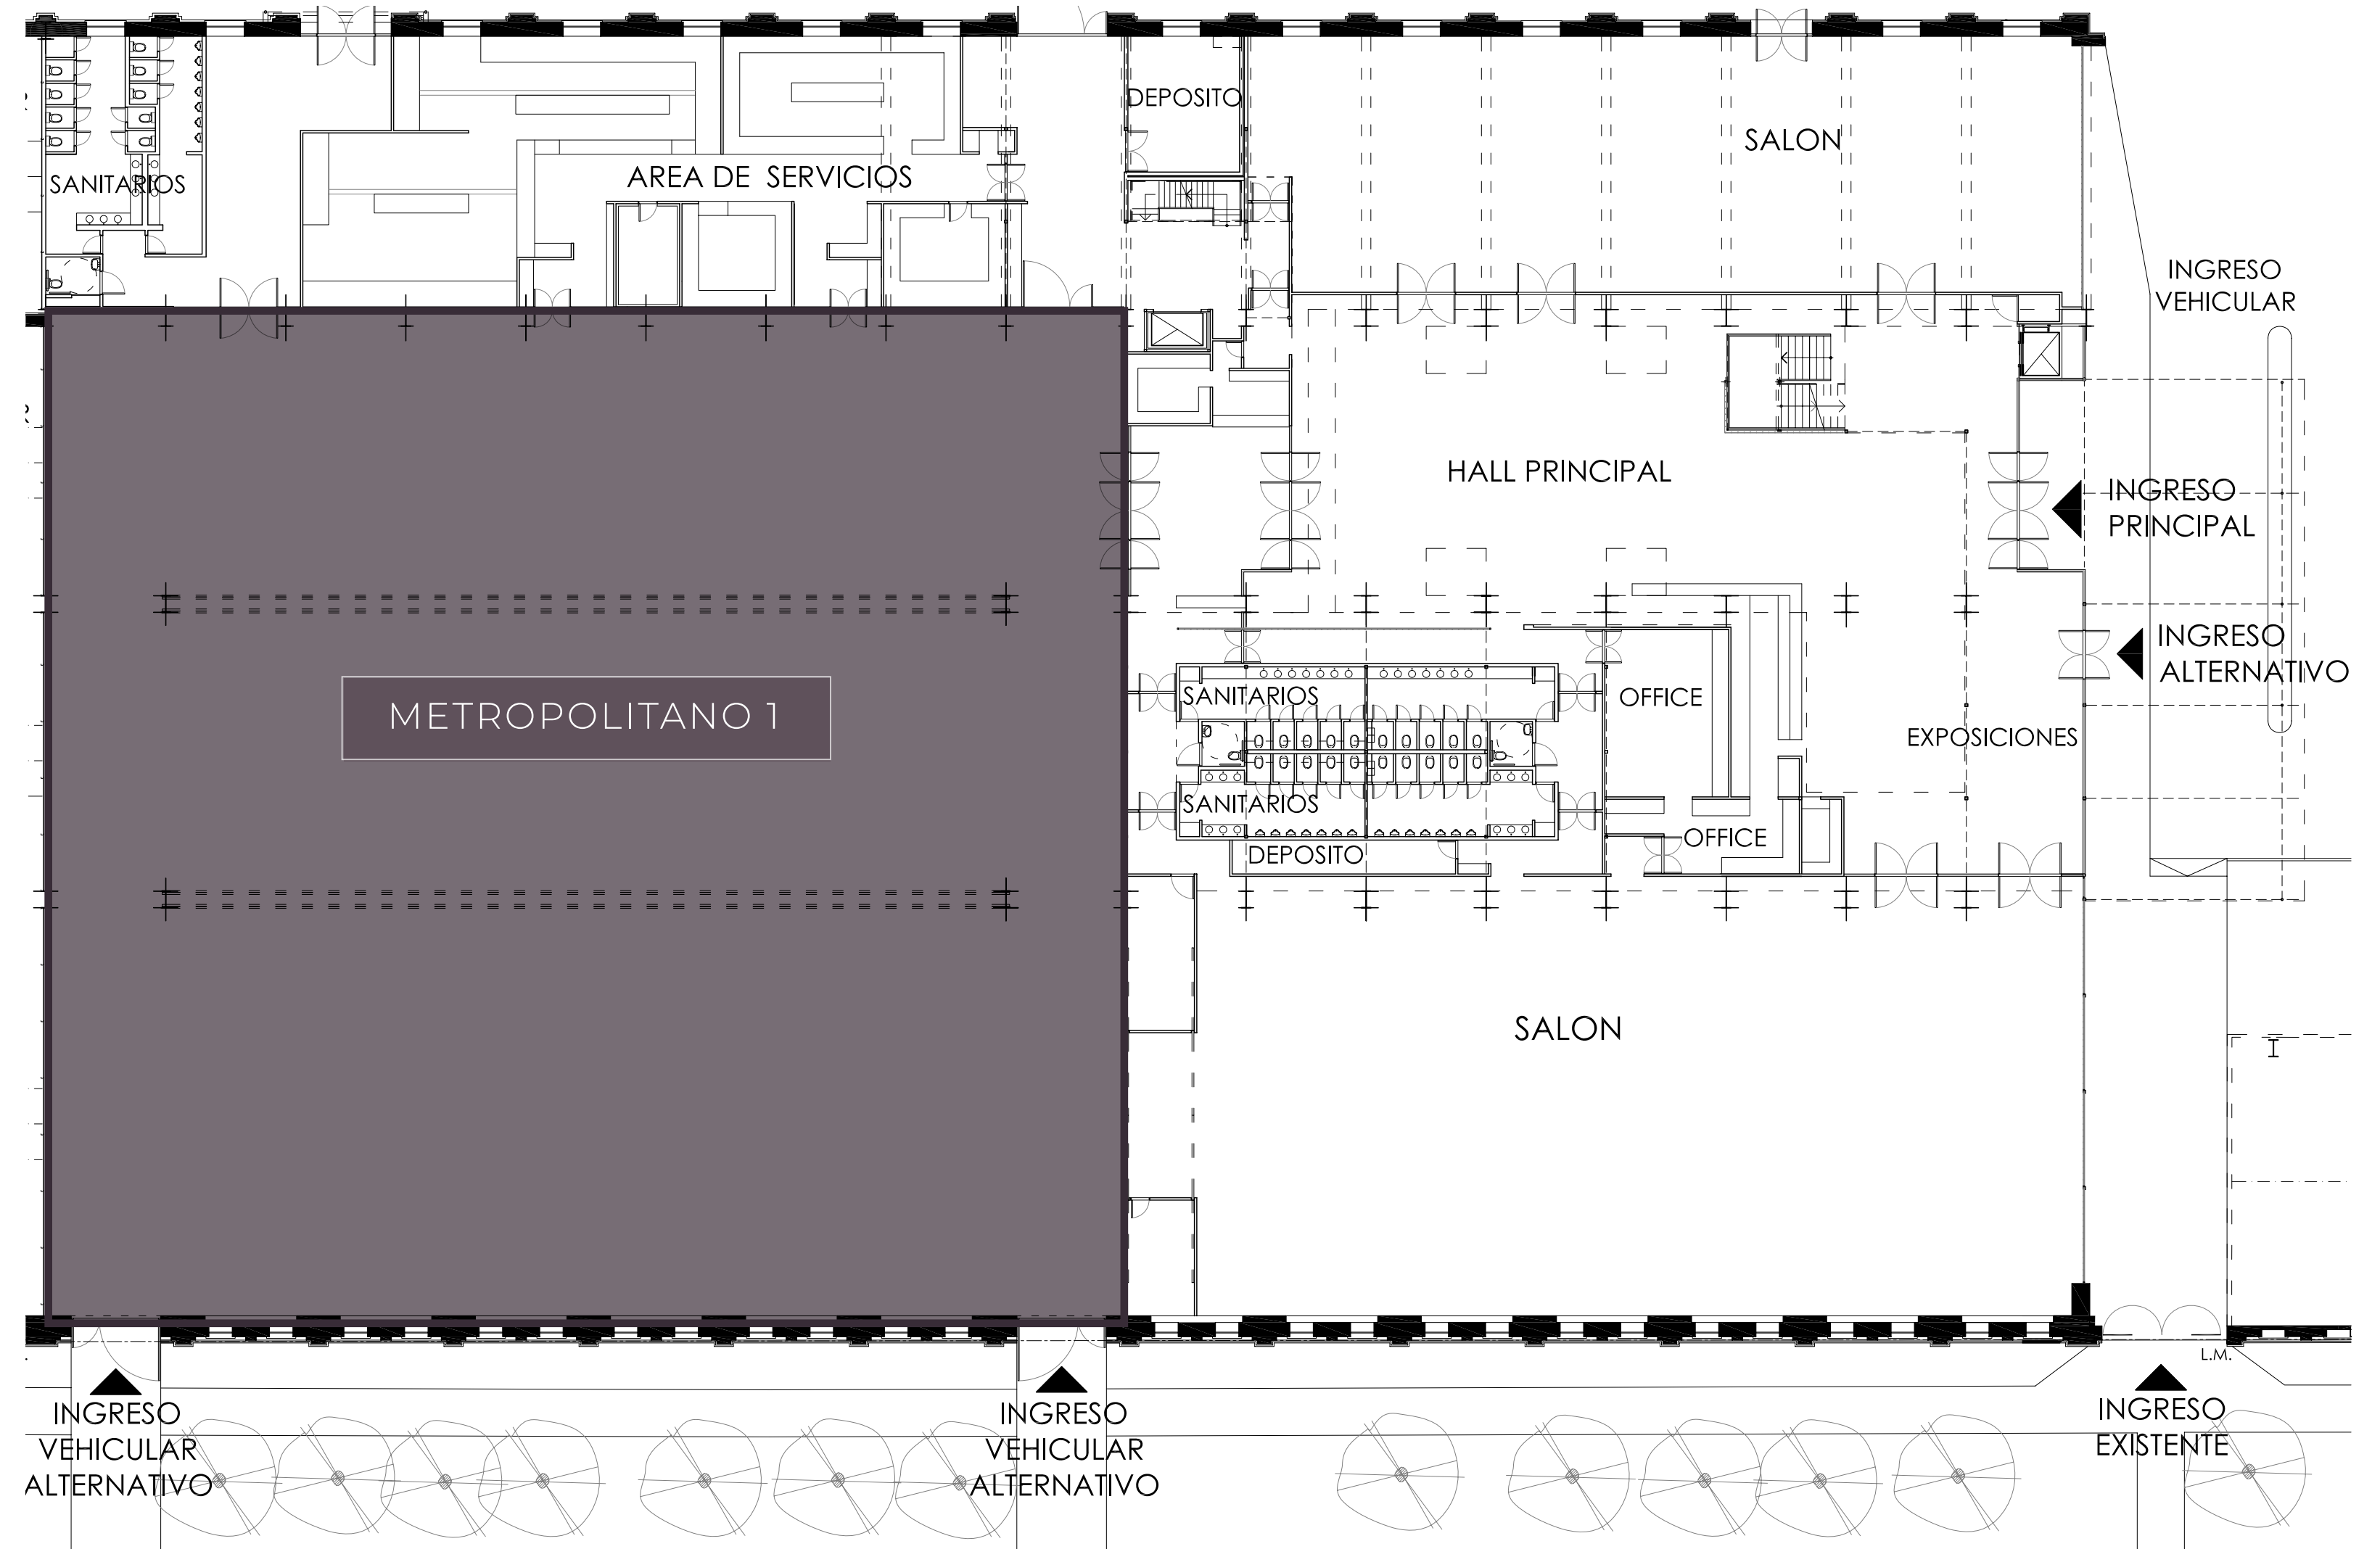 DEPOSITO
SALON
AREA DE SERVICIOS
SANITARIOS
INGRESO
VEHICULAR
HALL PRINCIPAL
INGRESO
PRINCIPAL
INGRESO
ALTERNATIVO
SANITARIOS
OFFICE
METROPOLITANO 1
EXPOSICIONES
SANITARIOS
OFFICE
DEPOSITO
SALON
I
L.M.
INGRESO
VEHICULAR
ALTERNATIVO
INGRESO
VEHICULAR
ALTERNATIVO
INGRESO
EXISTENTE